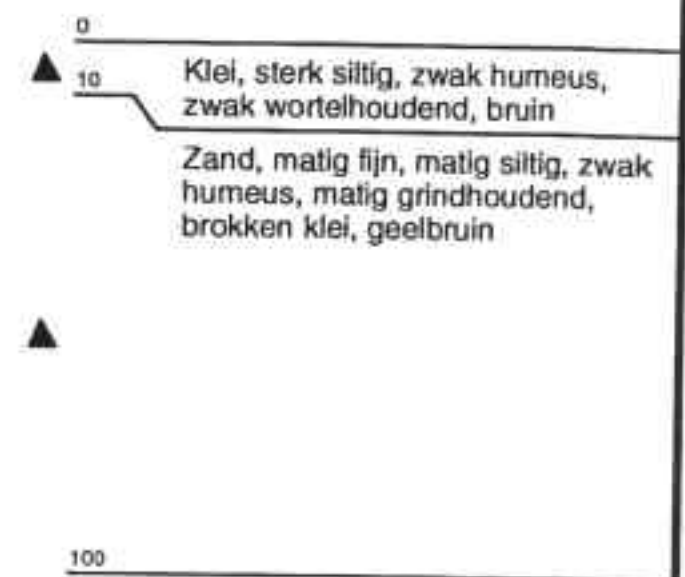 0
10
Klei, sterk siltig, zwak humeus,
zwak wortelhoudend, bruin
Zand, matig fijn, matig siltig, zwak
humeus, matig grindhoudend,
brokken klei, geelbruin
100